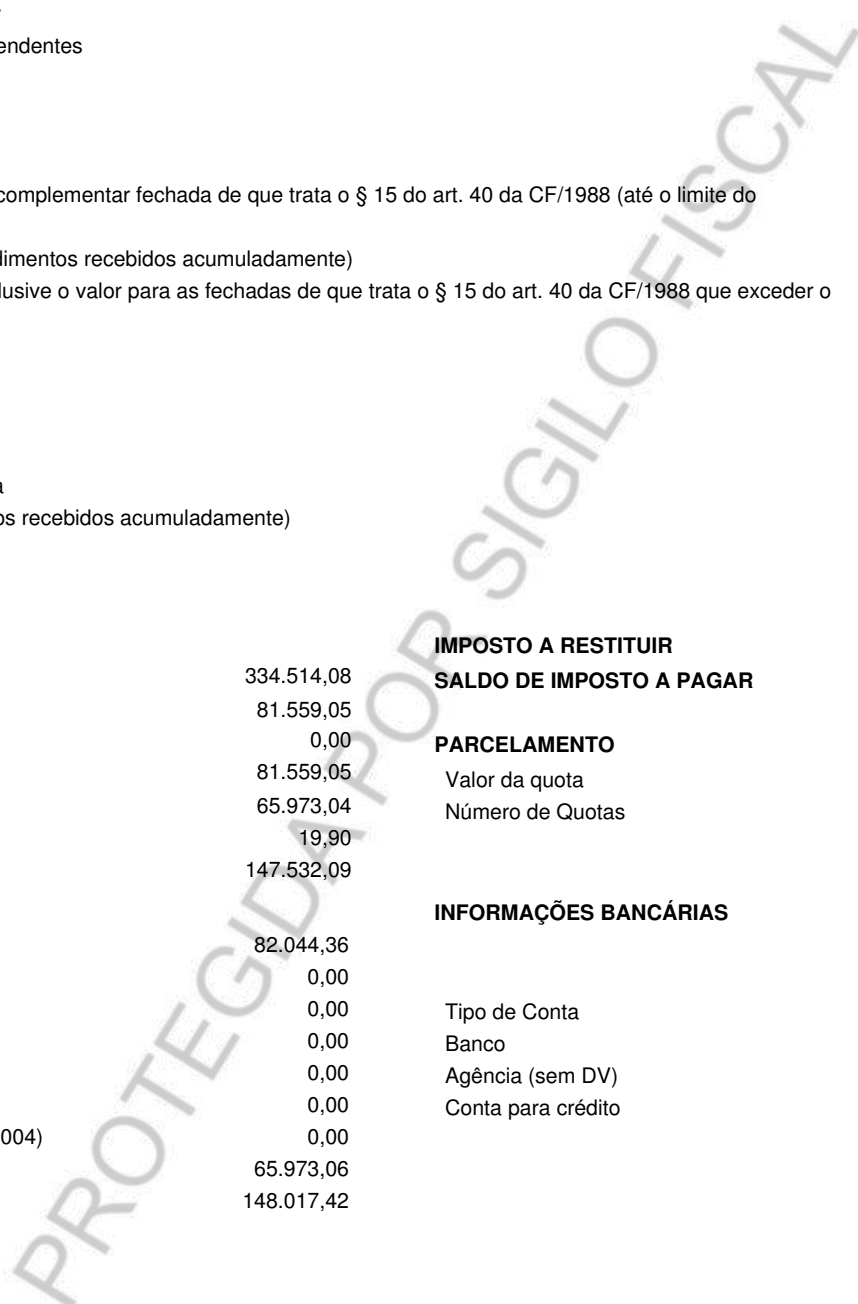 endentes
complementar fechada de que trata o § 15 do art. 40 da CF/1988 (até o limite do
dimentos recebidos acumuladamente)
lusive o valor para as fechadas de que trata o § 15 do art. 40 da CF/1988 que exceder o
a
os recebidos acumuladamente)
IMPOSTO A RESTITUIR
334.514,08 SALDO DE IMPOSTO A PAGAR
81.559,05
0,00 PARCELAMENTO
81.559,05 Valor da quota
65.973,04 Número de Quotas
19,90
147.532,09
INFORMAÇÕES BANCÁRIAS
82.044,36
0,00
0,00 Tipo de Conta
0,00 Banco
0,00 Agência (sem DV)
0,00 Conta para crédito
004) 0,00
65.973,06
148.017,42
PROTEGIDA POR SIGILO FISCAL